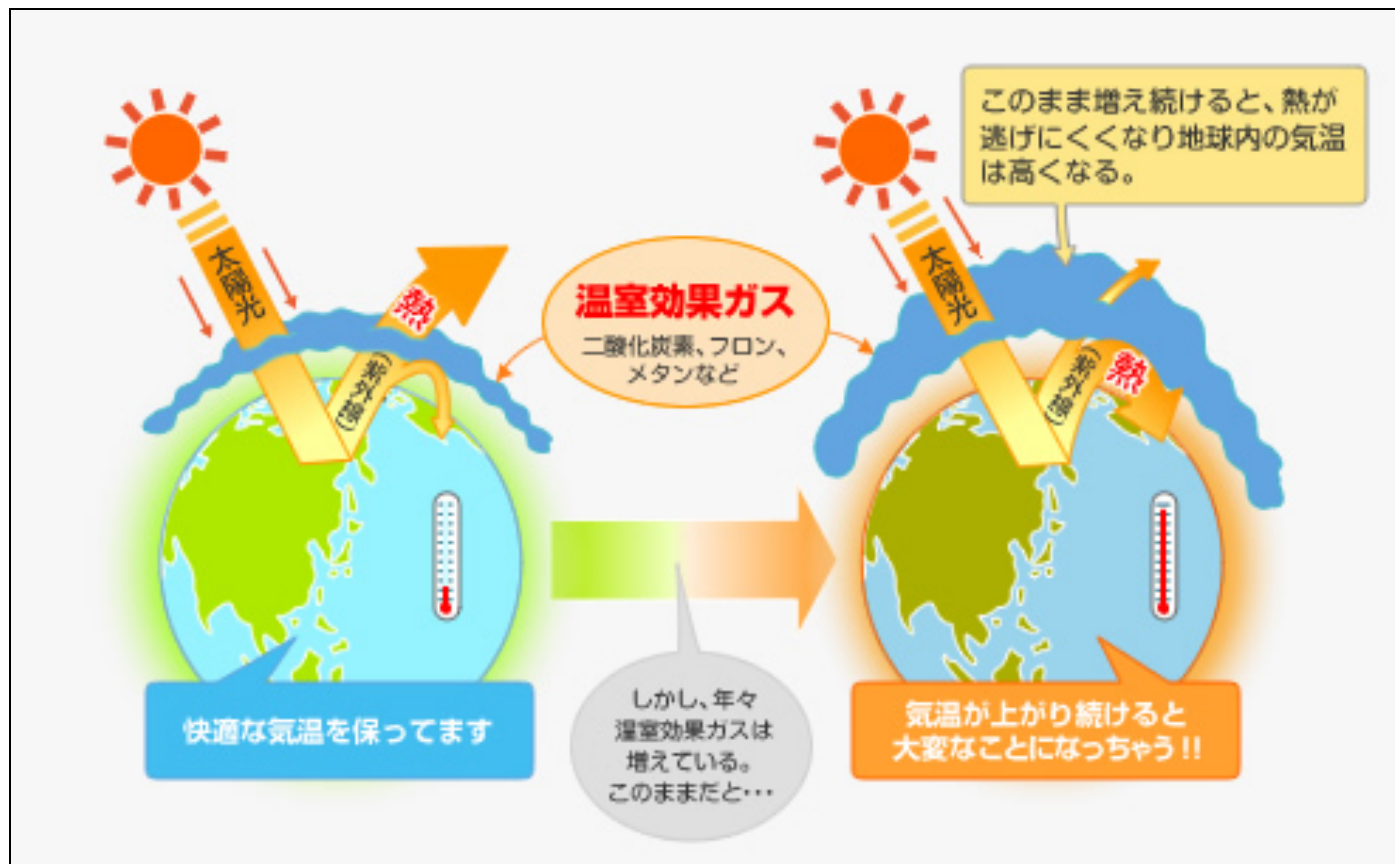 太陽光
熱
(紫外線)
快適な気温を保ってます
温室効果ガス
二酸化炭素、フロン、
メタンなど
しかし、年々
温室効果ガスは
増えている。
このままだと・・・
このまま増え続けると、熱が
逃げにくくなり地球内の気温
は高くなる。
太陽光
(紫外線)
熱
気温が上がり続けると
大変なことになっちゃう!!